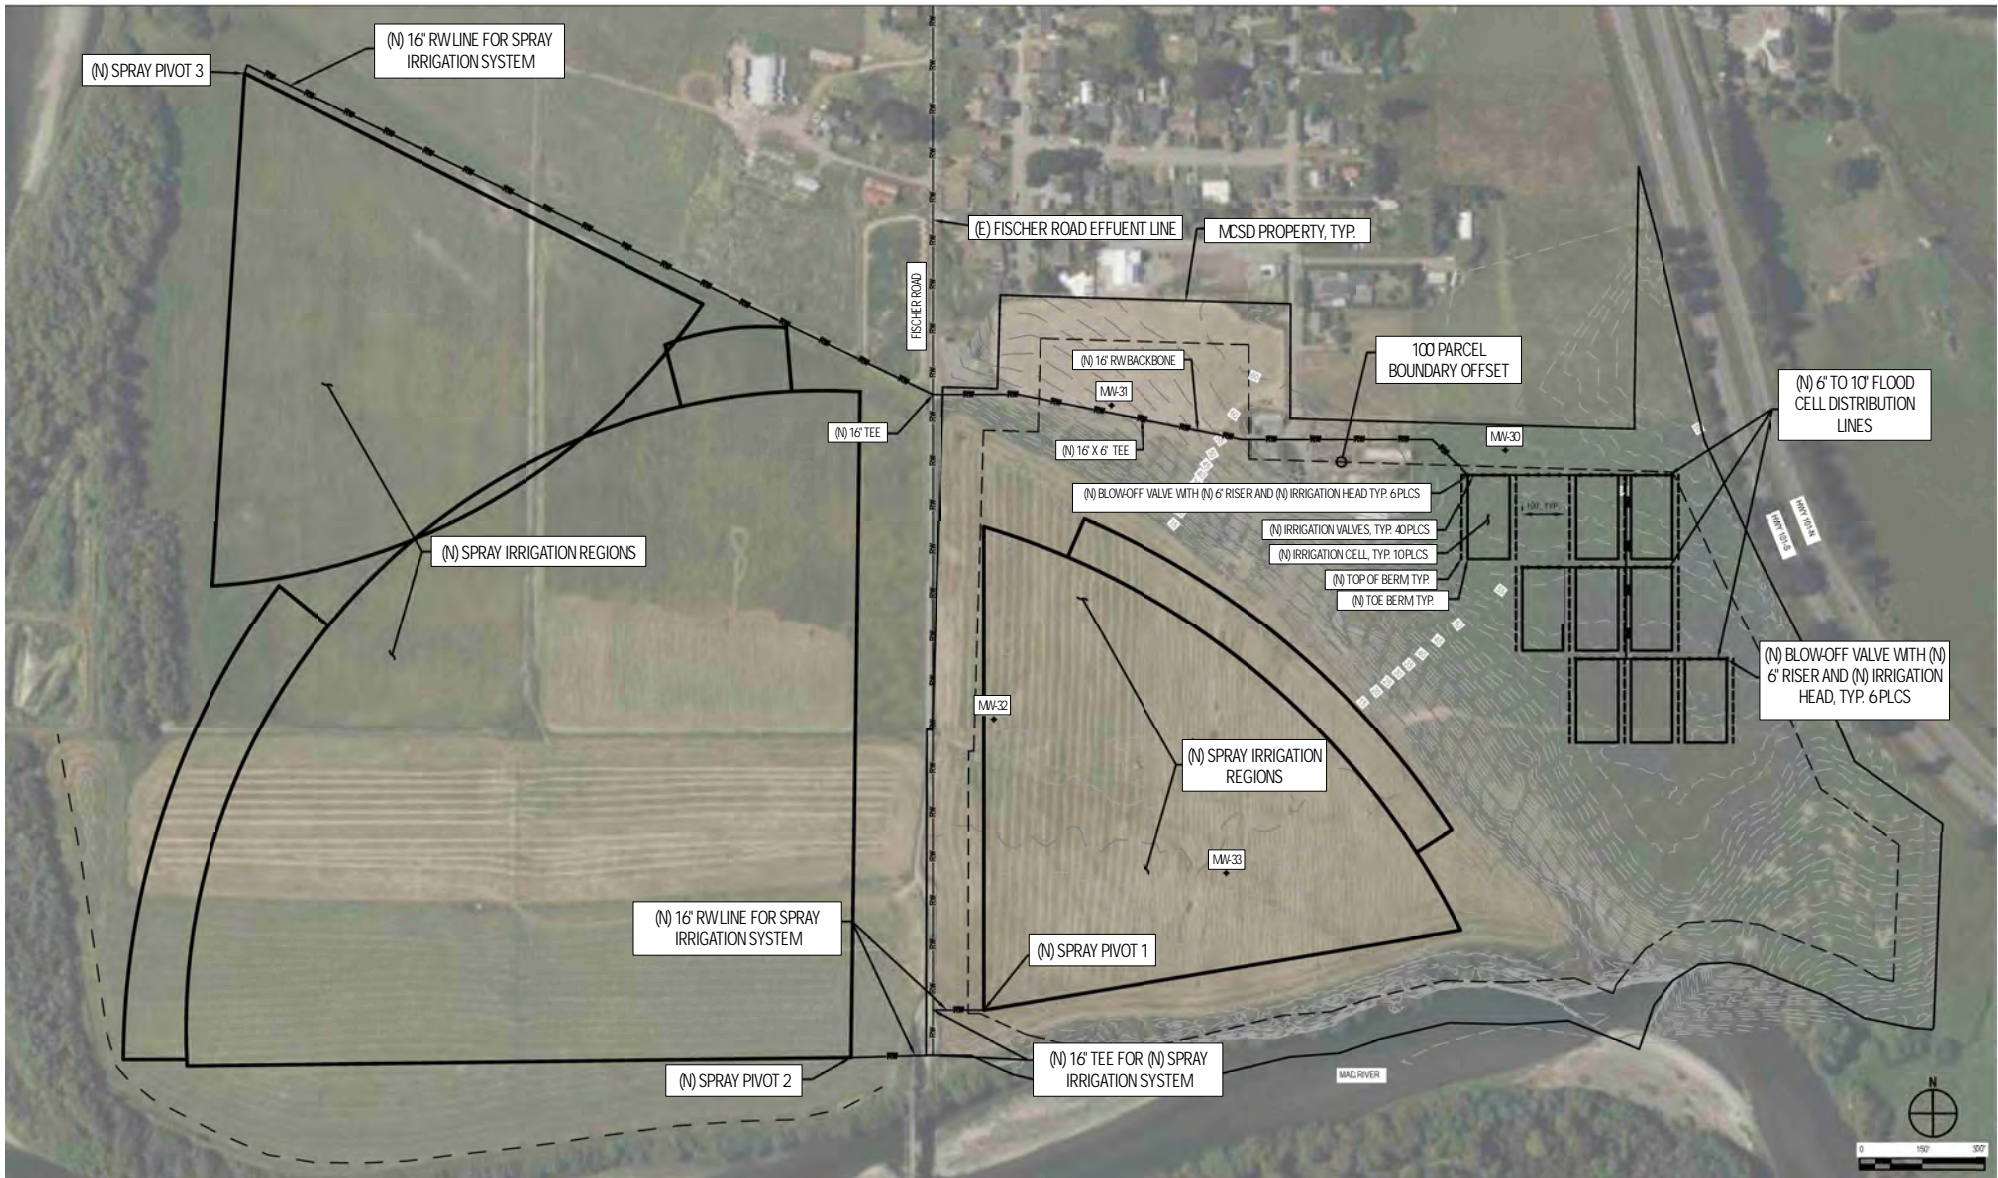 (N) 16" RW LINE FOR SPRAY
IRRIGATION SYSTEM
(N) SPRAY PIVOT 3
(E) FISCHER ROAD EFFUENT LINE
MCSD PROPERTY, TYP.
FISCHER ROAD
(N) 16" RW BACKBONE
100' PARCEL
BOUNDARY OFFSET
(N) 6" TO 10" FLOOD
CELL DISTRIBUTION
LINES
MW-31
(N) 16" TEE
(N) 16" X 6" TEE
MW-30
(N) BLOW-OFF VALVE WITH (N) 6" RISER AND (N) IRRIGATION HEAD TYP. 6 PLCS
100' TYP.
HWY 101-N
HWY 101-S
(N) IRRIGATION VALVES, TYP. 40 PLCS
(N) IRRIGATION CELL, TYP. 10 PLCS
(N) TOP OF BERM TYP.
(N) TOE BERM TYP.
(N) SPRAY IRRIGATION REGIONS
(N) BLOW-OFF VALVE WITH (N)
6" RISER AND (N) IRRIGATION
HEAD, TYP. 6 PLCS
MW-32
(N) SPRAY IRRIGATION
REGIONS
MW-33
(N) 16" RW LINE FOR SPRAY
IRRIGATION SYSTEM
(N) SPRAY PIVOT 1
(N) 16" TEE FOR (N) SPRAY
IRRIGATION SYSTEM
(N) SPRAY PIVOT 2
MAD RIVER
N
0 150' 300'